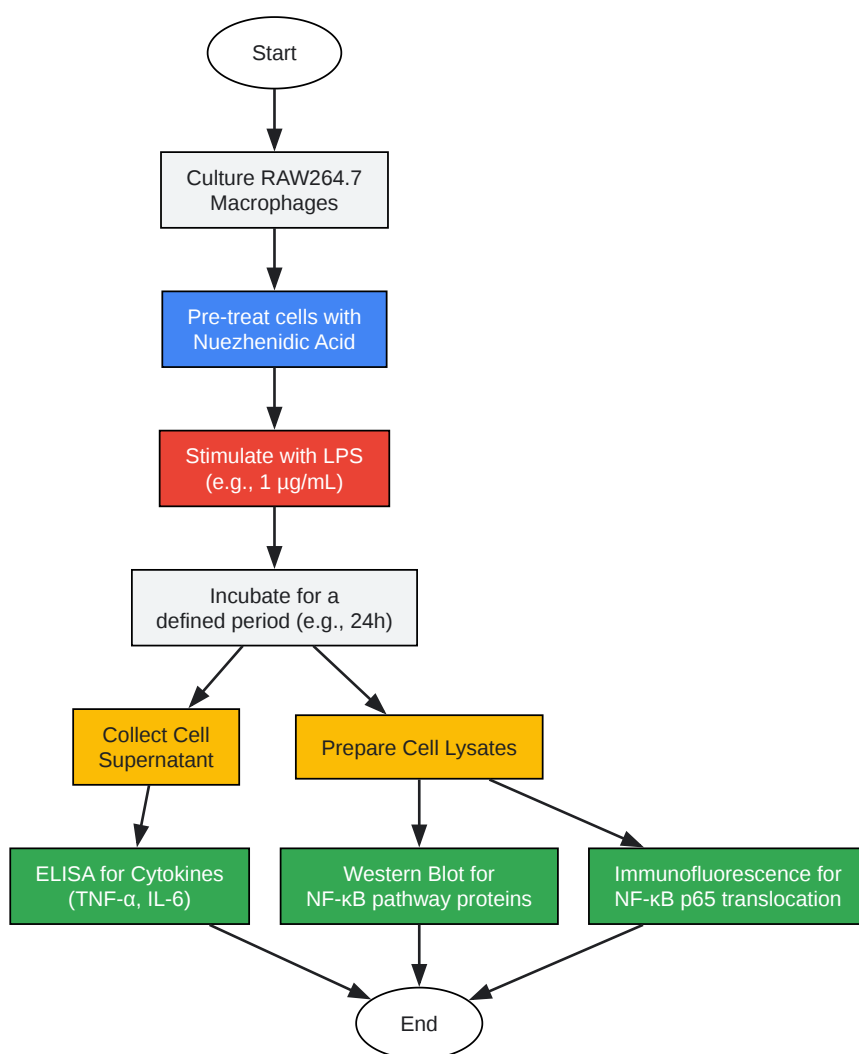 Start
Culture RAW264.7
Macrophages
Pre-treat cells with
Nuezhenidic Acid
Stimulate with LPS
(e.g., 1 µg/mL)
Incubate for a
defined period (e.g., 24h)
Collect Cell
Supernatant
Prepare Cell Lysates
ELISA for Cytokines
(TNF-α, IL-6)
Western Blot for
NF-κB pathway proteins
Immunofluorescence for
NF-κB p65 translocation
End